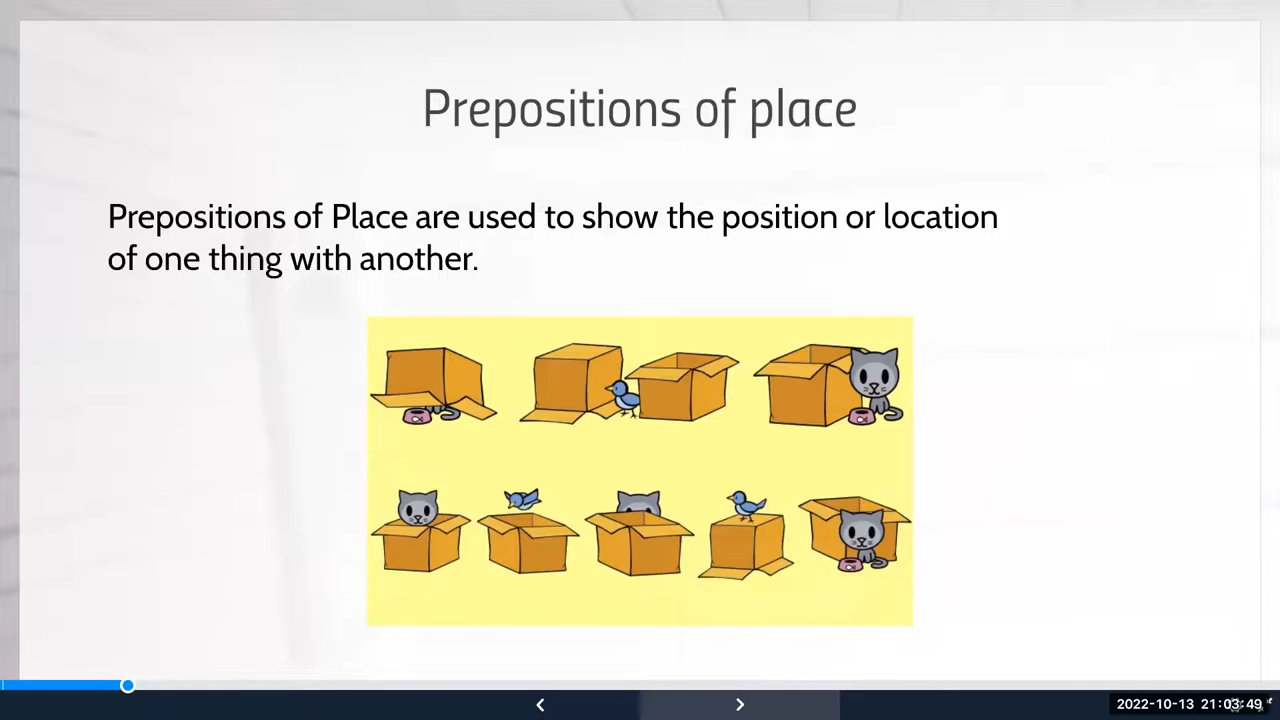 Prepositions of place
Prepositions of Place are used to show the position or location
of one thing with another.
2022-10-13 21:03:49